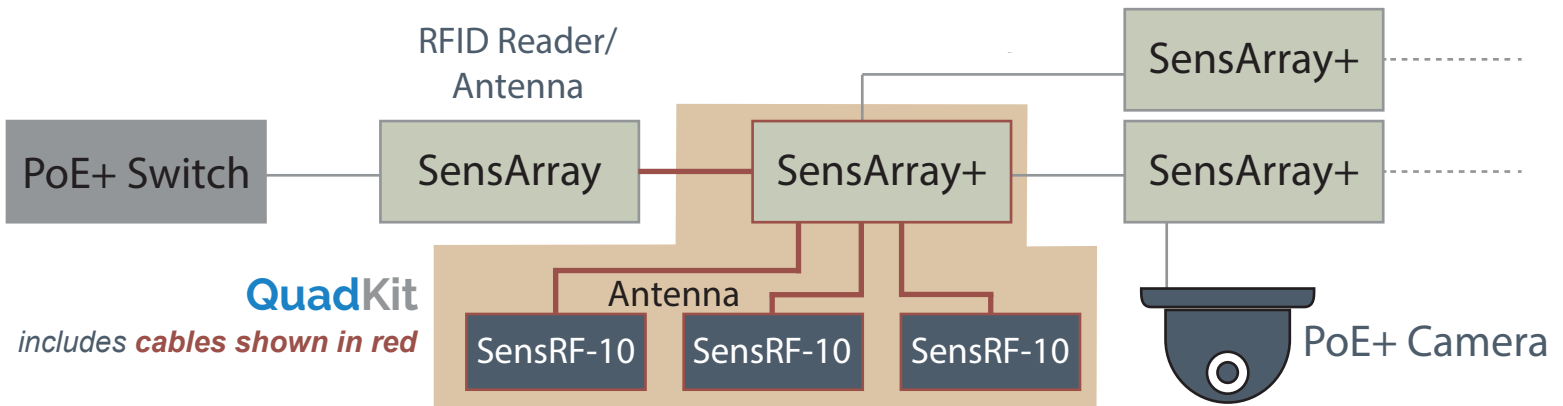 RFID Reader/
Antenna
SensArray+
PoE+ Switch
SensArray
SensArray+
SensArray+
QuadKit
includes cables shown in red
Antenna
SensRF-10
SensRF-10
SensRF-10
PoE+ Camera